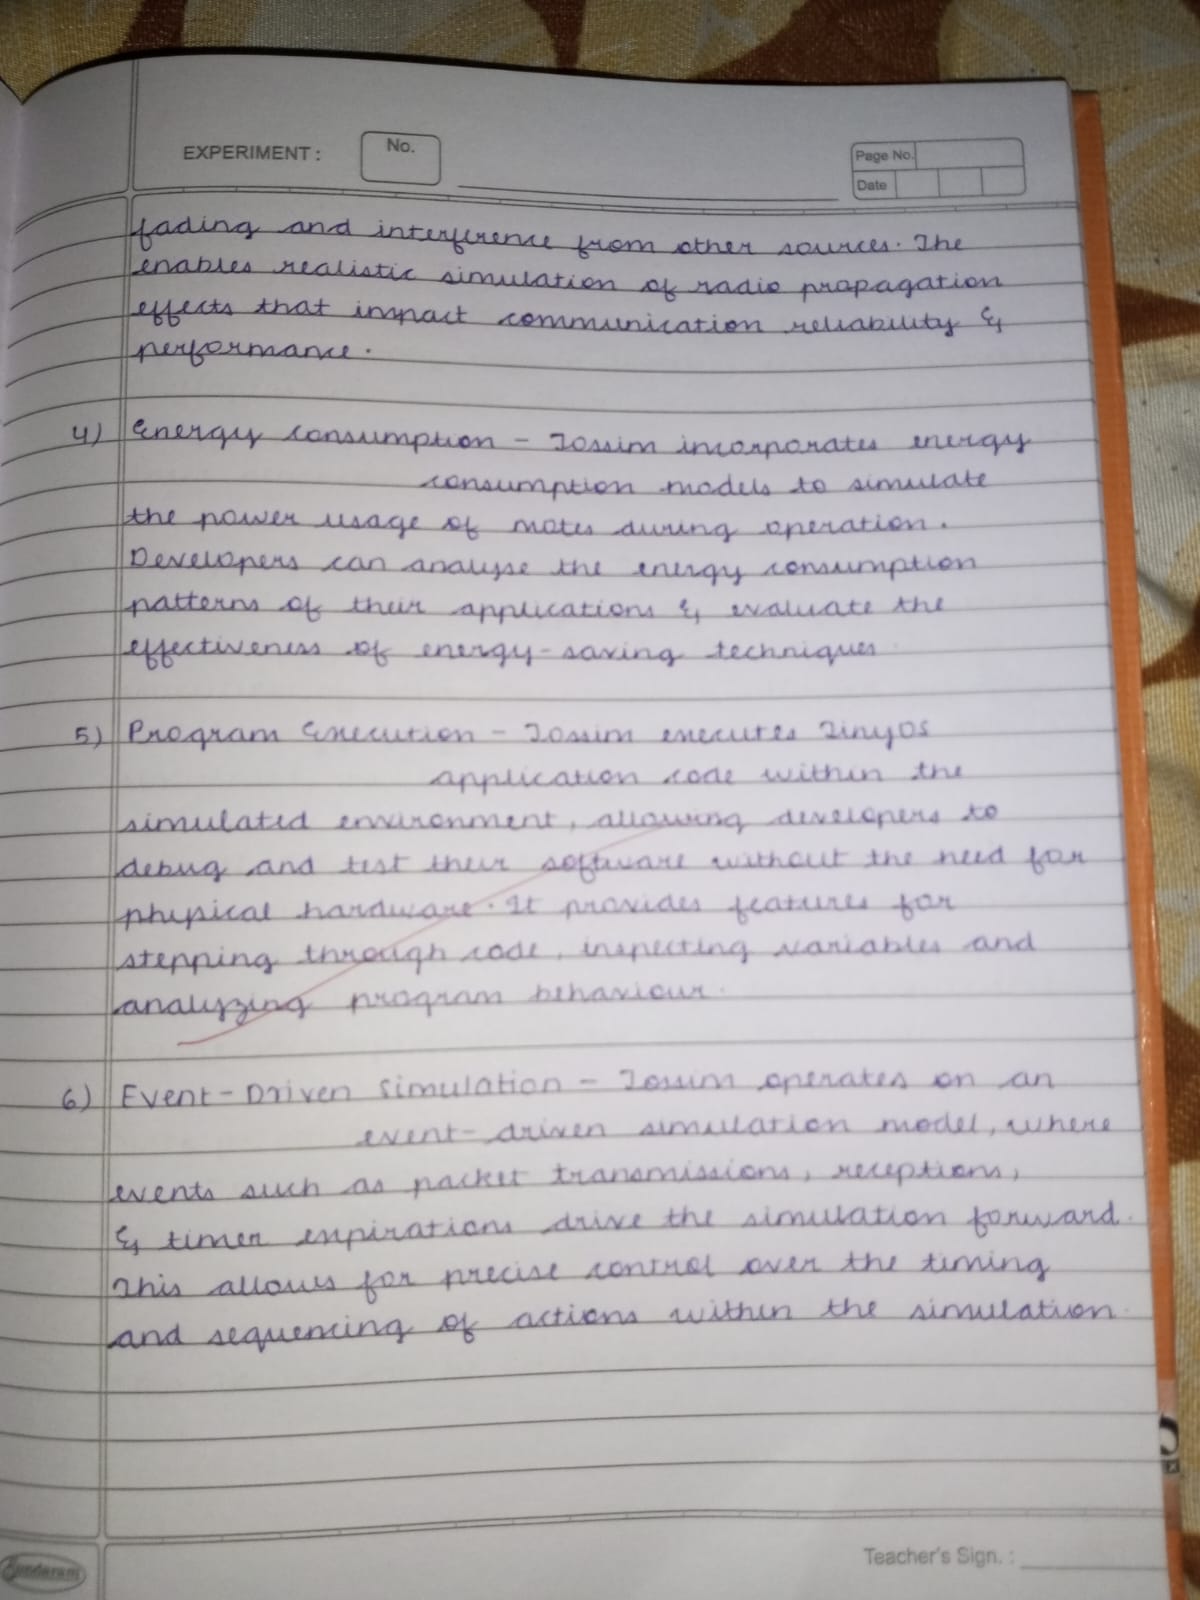 EXPERIMENT :
No.
Page No.
Date
fading and interference from other sources. The
enables realistic simulation of radio propagation
effects that impact communication reliability &
performance.
4) Energy consumption - Tossim incorporates energy
consumption models to simulate
the power usage of motes during operation.
Developers can analyse the energy consumption
patterns of their applications & evaluate the
effectiveness of energy-saving techniques
5) Program Execution - Tossim executes TinyOS
application code within the
simulated environment, allowing developers to
debug and test their software without the need for
physical hardware. It provides features for
stepping through code, inspecting variables and
analyzing program behaviour.
6) Event-Driven Simulation - Tossim operates on an
event-driven simulation model, where
events such as packet transmissions, receptions,
& timer expirations drive the simulation forward.
This allows for precise control over the timing
and sequencing of actions within the simulation.
Teacher's Sign. :
Sundaram